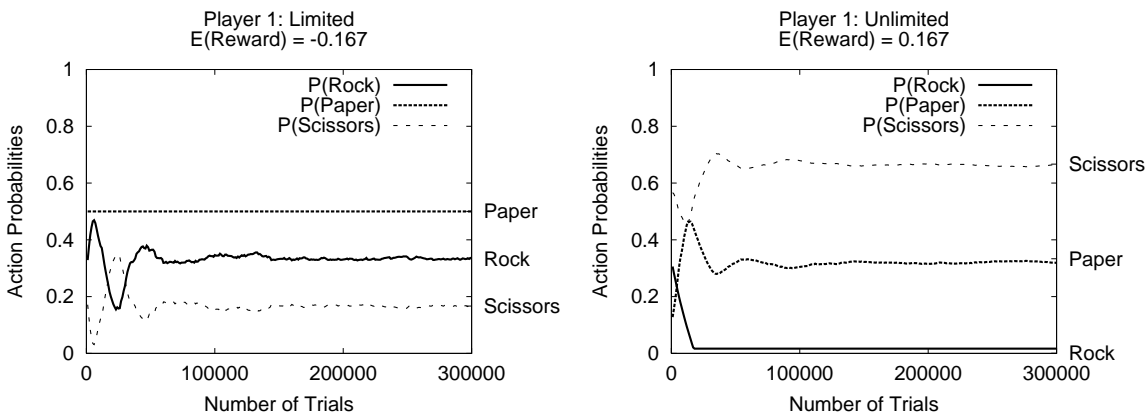 Player 1: Limited
E(Reward) = -0.167
1
0.8
0.6
0.4
0.2
0
Action Probabilities
P(Rock)
P(Paper)
P(Scissors)
Paper
Rock
Scissors
0
100000
200000
300000
Number of Trials
Player 1: Unlimited
E(Reward) = 0.167
1
0.8
0.6
0.4
0.2
0
Action Probabilities
P(Rock)
P(Paper)
P(Scissors)
Scissors
Paper
Rock
0
100000
200000
300000
Number of Trials